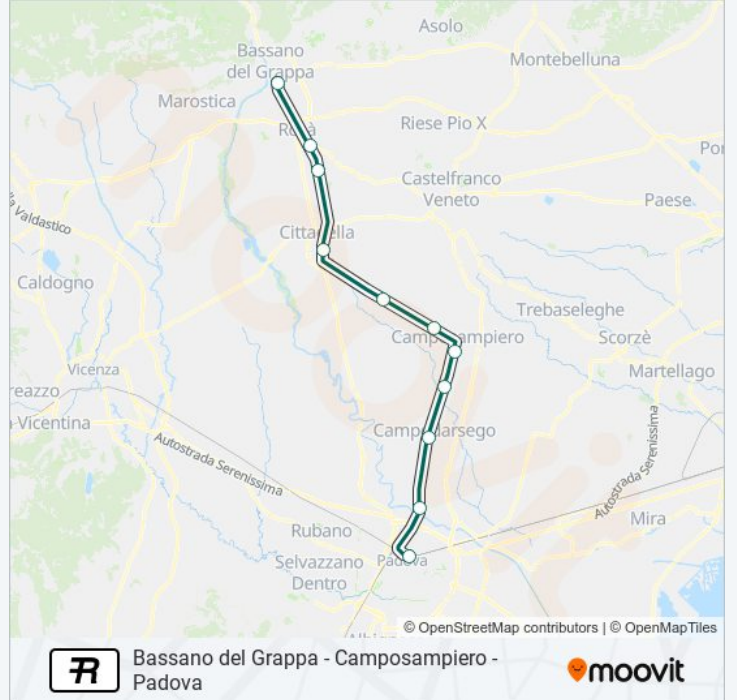 Asolo
Bassano
del Grappa
Montebelluna
Marostica
Riese Pio X
Castelfranco
Veneto
Paese
Valdastico
Cittadella
Caldogno
Trebaseleghe
Camposampiero
Scorzè
Vicenza
Martellago
Vicentina
Campodarsego
Autostrada Serenissima
Autostrada Serenissima
Rubano
Mira
Selvazzano
Dentro
Padova
© OpenStreetMap contributors | © OpenMapTiles
R
Bassano del Grappa - Camposampiero -
Padova
moovit